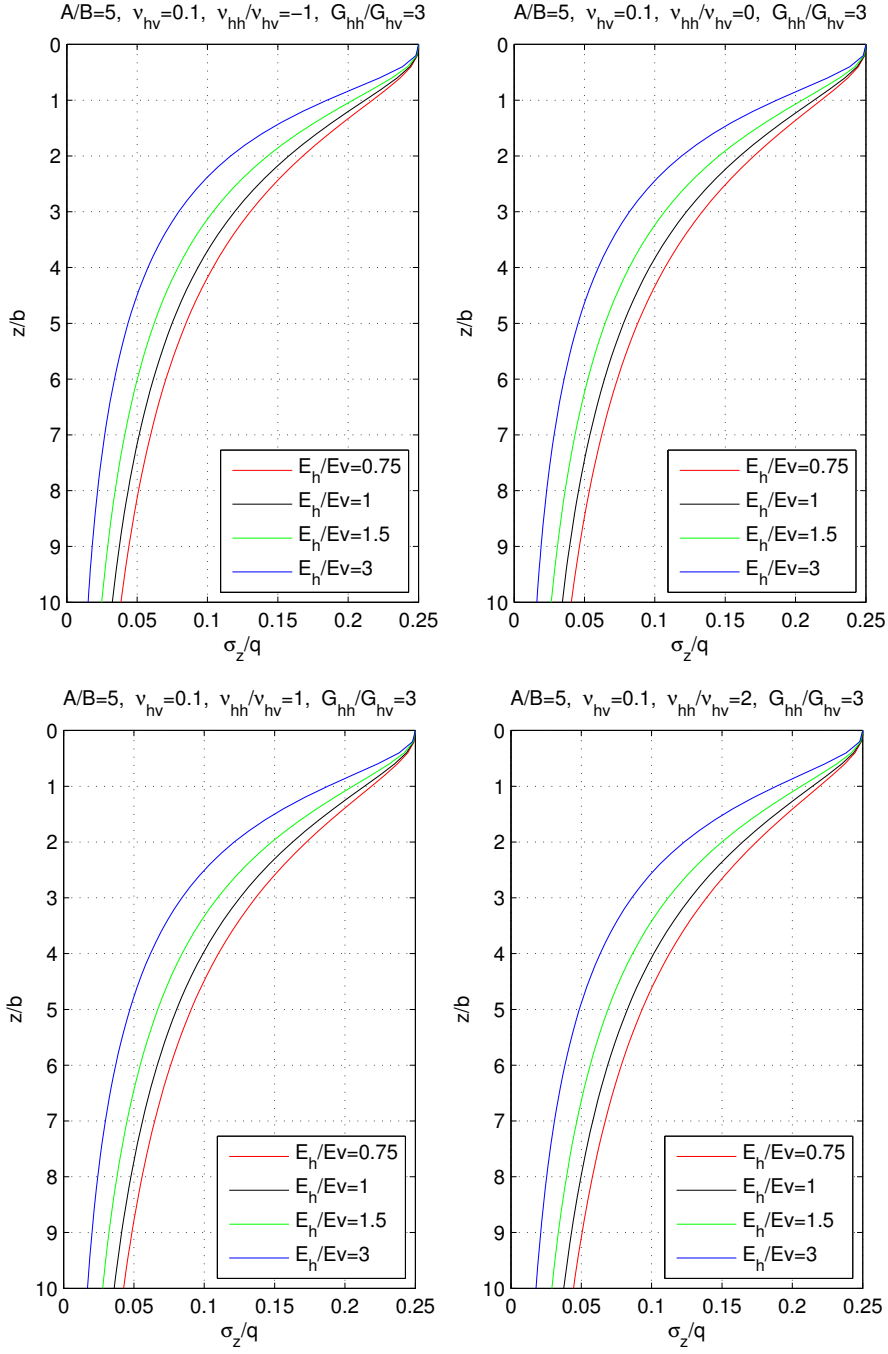 A/B=5, ν_hv=0.1, ν_hh/ν_hv=−1, G_hh/G_hv=3
0
1
2
3
4
5
6
7
8
9
10
z/b
E_h/Ev=0.75
E_h/Ev=1
E_h/Ev=1.5
E_h/Ev=3
0 0.05 0.1 0.15 0.2 0.25
σ_z/q
A/B=5, ν_hv=0.1, ν_hh/ν_hv=0, G_hh/G_hv=3
0
1
2
3
4
5
6
7
8
9
10
z/b
E_h/Ev=0.75
E_h/Ev=1
E_h/Ev=1.5
E_h/Ev=3
0 0.05 0.1 0.15 0.2 0.25
σ_z/q
A/B=5, ν_hv=0.1, ν_hh/ν_hv=1, G_hh/G_hv=3
0
1
2
3
4
5
6
7
8
9
10
z/b
E_h/Ev=0.75
E_h/Ev=1
E_h/Ev=1.5
E_h/Ev=3
0 0.05 0.1 0.15 0.2 0.25
σ_z/q
A/B=5, ν_hv=0.1, ν_hh/ν_hv=2, G_hh/G_hv=3
0
1
2
3
4
5
6
7
8
9
10
z/b
E_h/Ev=0.75
E_h/Ev=1
E_h/Ev=1.5
E_h/Ev=3
0 0.05 0.1 0.15 0.2 0.25
σ_z/q